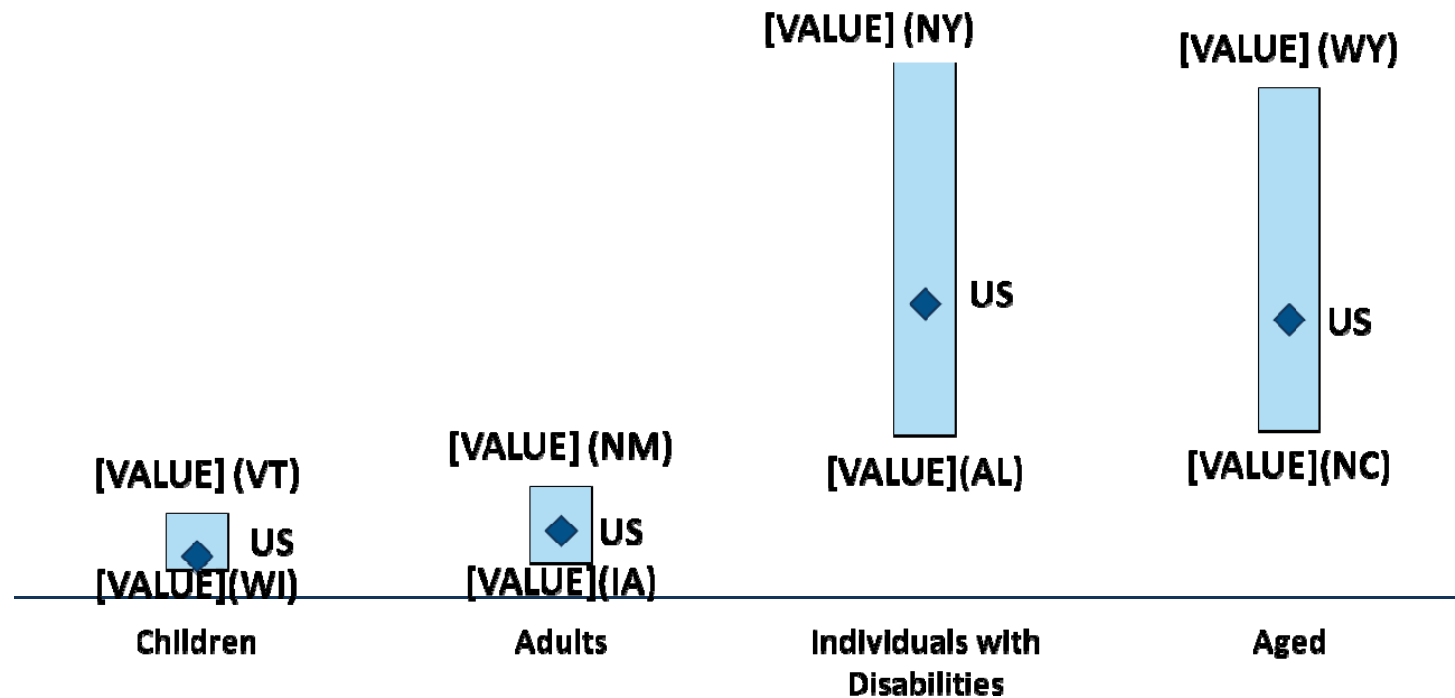 [VALUE] (NY)
[VALUE] (WY)
US
US
[VALUE] (NM)
[VALUE](AL)
[VALUE](NC)
[VALUE] (VT)
US
US
[VALUE](WI)
[VALUE](IA)
Children
Adults
Individuals with
Disabilities
Aged